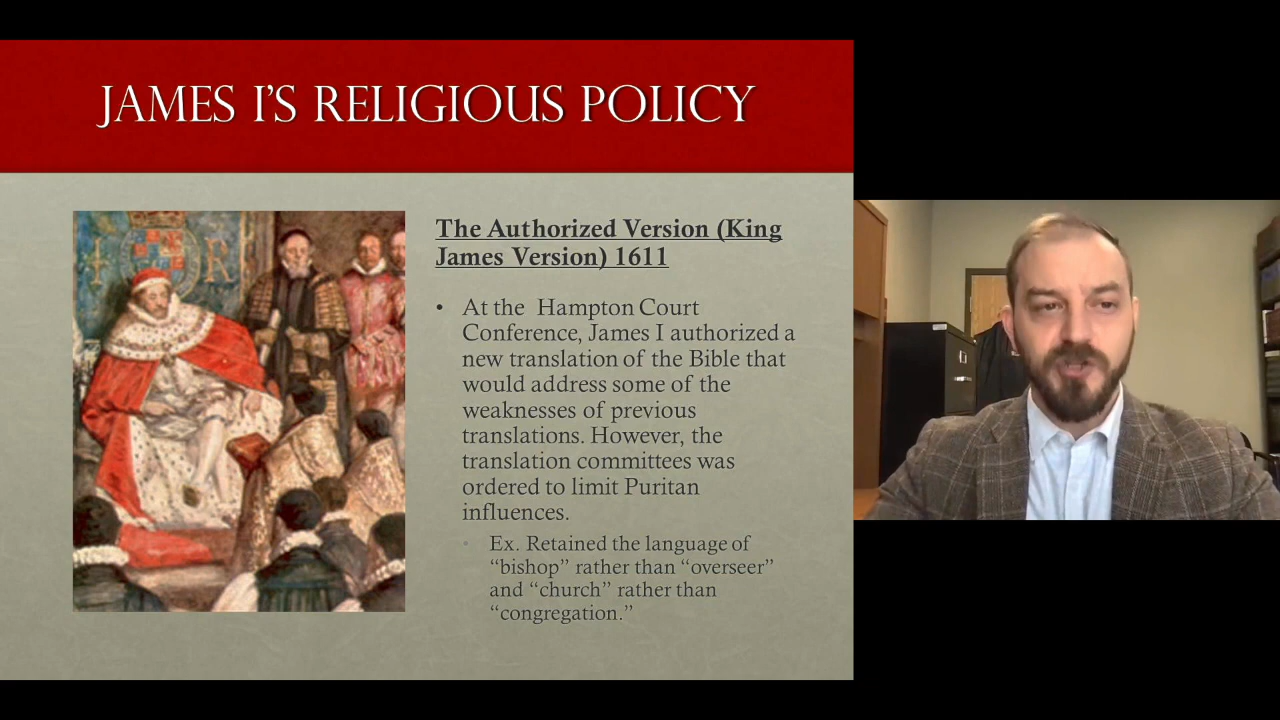 JAMES I'S RELIGIOUS POLICY
I R
The Authorized Version (King
James Version) 1611
• At the Hampton Court
Conference, James I authorized a
new translation of the Bible that
would address some of the
weaknesses of previous
translations. However, the
translation committees was
ordered to limit Puritan
influences.
• Ex. Retained the language of
“bishop” rather than “overseer”
and “church” rather than
“congregation.”